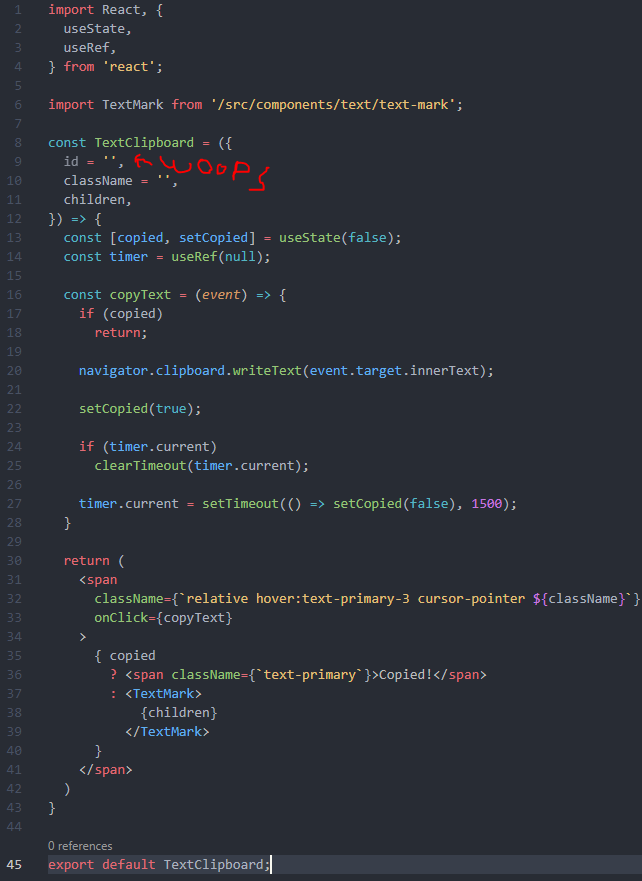 1 import React, {
2 useState,
3 useRef,
4 } from 'react';
5
6 import TextMark from '/src/components/text/text-mark';
7
8 const TextClipboard = ({
9 id = '', ← WOOPS
10 className = '',
11 children,
12 }) => {
13 const [copied, setCopied] = useState(false);
14 const timer = useRef(null);
15
16 const copyText = (event) => {
17 if (copied)
18 return;
19
20 navigator.clipboard.writeText(event.target.innerText);
21
22 setCopied(true);
23
24 if (timer.current)
25 clearTimeout(timer.current);
26
27 timer.current = setTimeout(() => setCopied(false), 1500);
28 }
29
30 return (
31 <span
32 className={`relative hover:text-primary-3 cursor-pointer ${className}`}
33 onClick={copyText}
34 >
35 { copied
36 ? <span className={`text-primary`}>Copied!</span>
37 : <TextMark>
38 {children}
39 </TextMark>
40 }
41 </span>
42 )
43 }
44
0 references
45 export default TextClipboard;